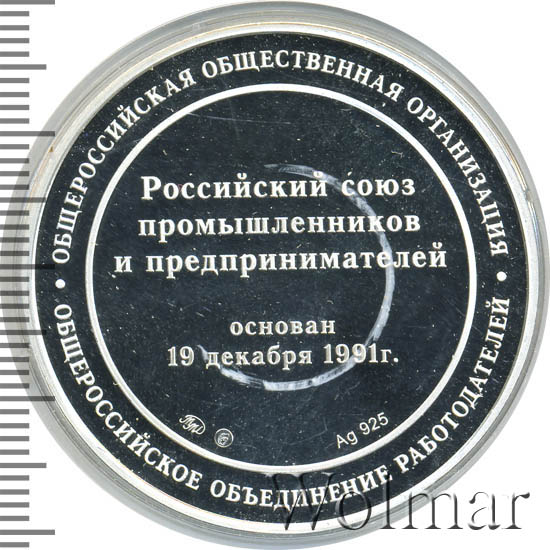 ОБЩЕРОССИЙСКАЯ ОБЩЕСТВЕННАЯ ОРГАНИЗАЦИЯ
Российский союз
промышленников
и предпринимателей
основан
19 декабря 1991г.
Ag 925
• ОБЩЕРОССИЙСКОЕ ОБЪЕДИНЕНИЕ РАБОТОДАТЕЛЕЙ •
Wolmar